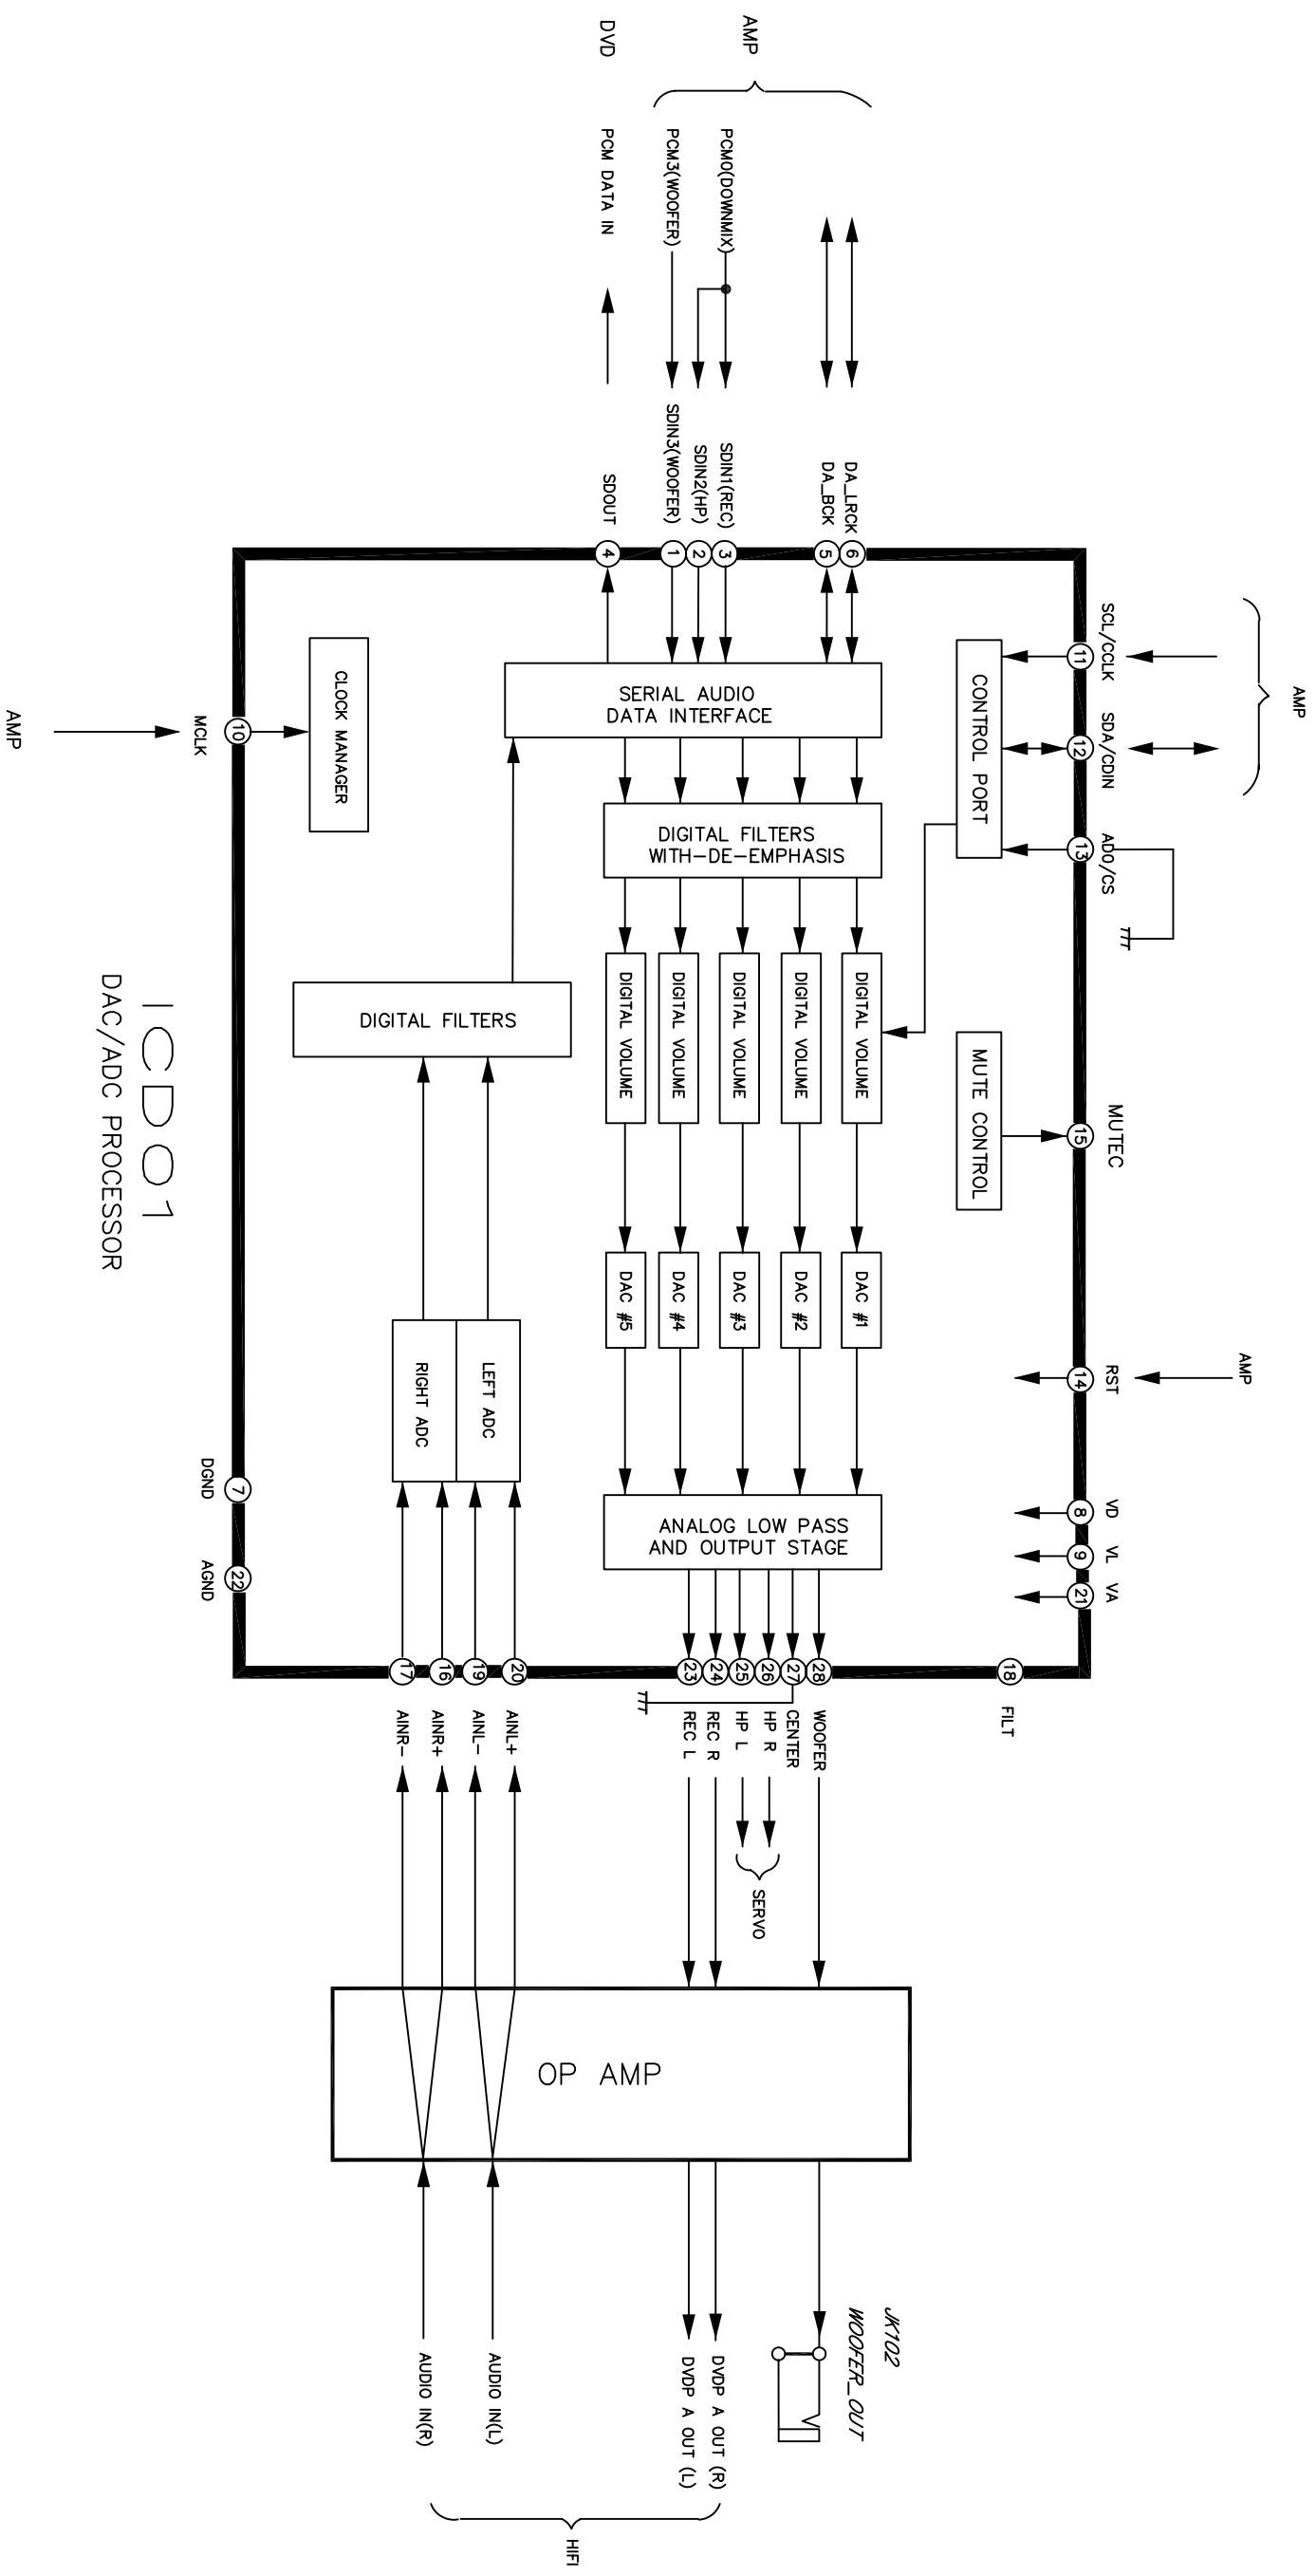 AMP
DVD
PCM0(DOWNMIX)
PCM3(WOOFER)
PCM DATA IN
DA_LRCK
DA_BCK
SDIN1(REC)
SDIN2(HP)
SDIN3(WOOFER)
SDOUT
6
5
3
2
1
4
AMP
SCL/CCLK
SDA/CDIN
AD0/CS
MUTEC
AMP
RST
VD
VL
VA
11
12
13
15
14
8
9
21
CONTROL PORT
MUTE CONTROL
SERIAL AUDIO
DATA INTERFACE
DIGITAL FILTERS
WITH-DE-EMPHASIS
DIGITAL VOLUME
DIGITAL VOLUME
DIGITAL VOLUME
DIGITAL VOLUME
DIGITAL VOLUME
DAC #1
DAC #2
DAC #3
DAC #4
DAC #5
ANALOG LOW PASS
AND OUTPUT STAGE
CLOCK MANAGER
DIGITAL FILTERS
LEFT ADC
RIGHT ADC
10
7
22
MCLK
DGND
AGND
AMP
ICD01
DAC/ADC PROCESSOR
18
28
27
26
25
24
23
20
19
16
17
FILT
WOOFER
CENTER
HP R
HP L
REC R
REC L
AINL+
AINL-
AINR+
AINR-
SERVO
OP AMP
JK102
WOOFER_OUT
DVDP A OUT (R)
DVDP A OUT (L)
AUDIO IN(L)
AUDIO IN(R)
HIFI